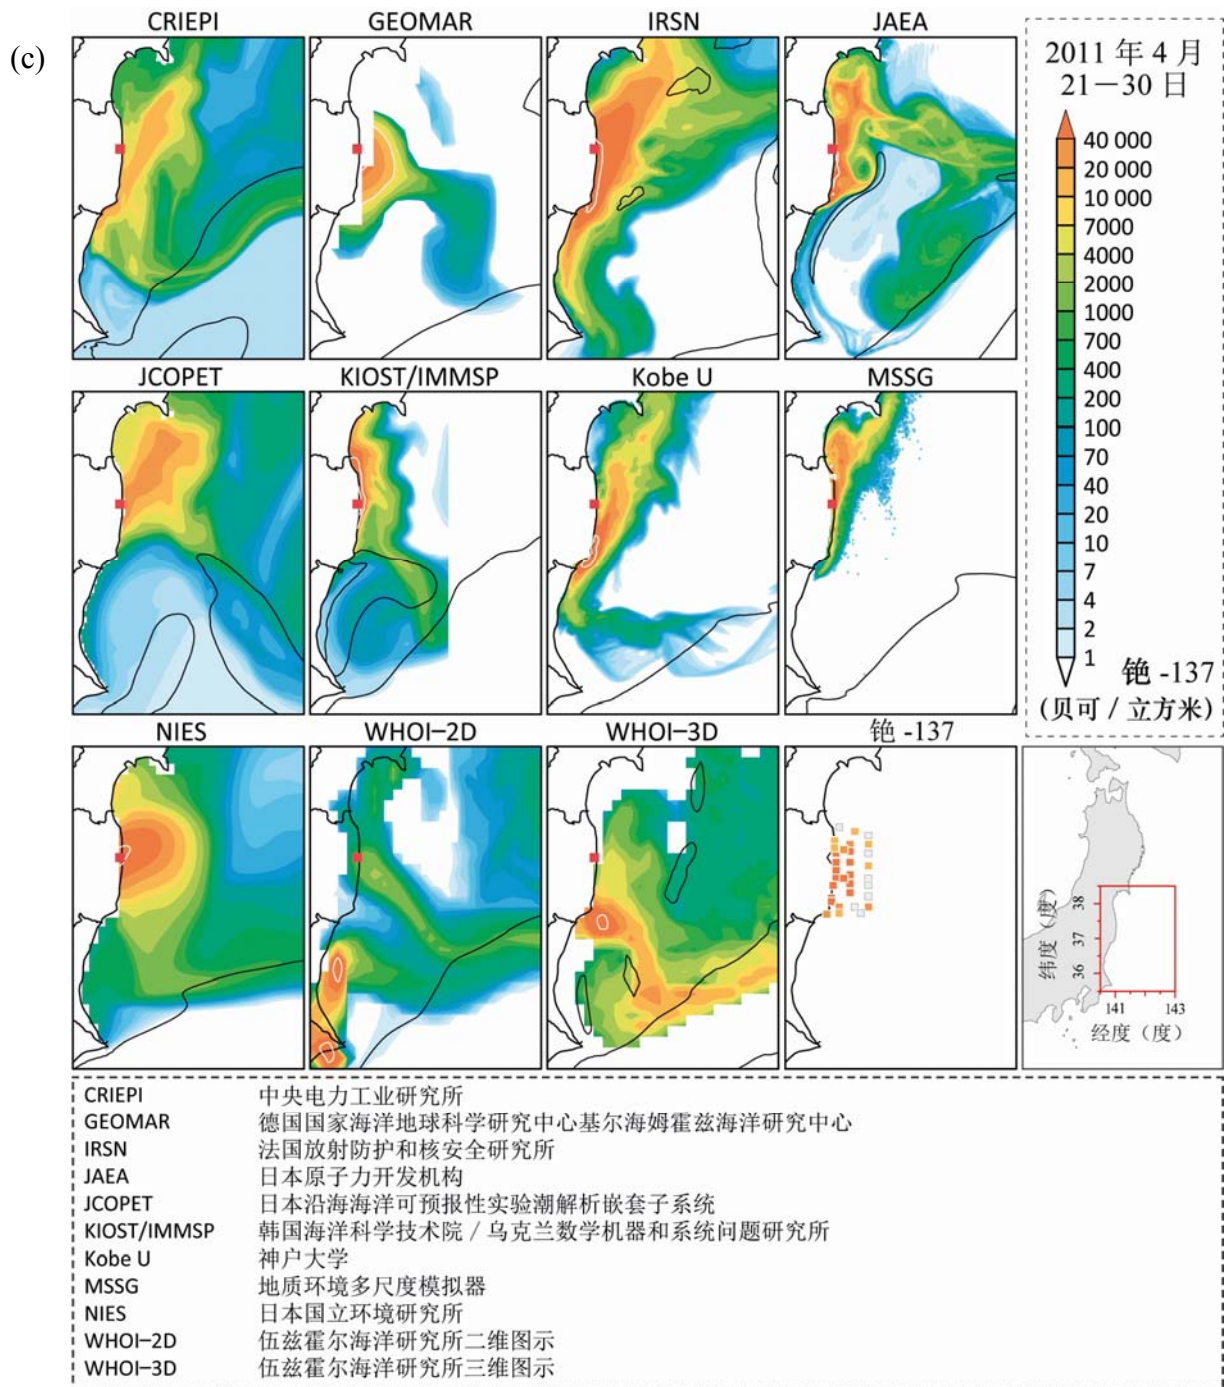 (c)
CRIEPI
GEOMAR
IRSN
JAEA
2011 年 4 月
21－30 日
40 000
20 000
10 000
7000
4000
2000
1000
700
400
200
100
70
40
20
10
7
4
2
1
铯 -137
(贝可 / 立方米)
JCOPET
KIOST/IMMSP
Kobe U
MSSG
NIES
WHOI–2D
WHOI–3D
铯 -137
纬度（度）
38
37
36
141
143
经度（度）
CRIEPI 中央电力工业研究所
GEOMAR 德国国家海洋地球科学研究中心基尔海姆霍兹海洋研究中心
IRSN 法国放射防护和核安全研究所
JAEA 日本原子力开发机构
JCOPET 日本沿海海洋可预报性实验潮解析嵌套子系统
KIOST/IMMSP 韩国海洋科学技术院 / 乌克兰数学机器和系统问题研究所
Kobe U 神户大学
MSSG 地质环境多尺度模拟器
NIES 日本国立环境研究所
WHOI–2D 伍兹霍尔海洋研究所二维图示
WHOI–3D 伍兹霍尔海洋研究所三维图示